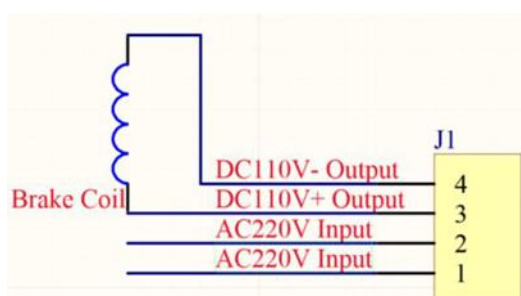 J1
DC110V- Output 4
Brake Coil DC110V+ Output 3
AC220V Input 2
AC220V Input 1